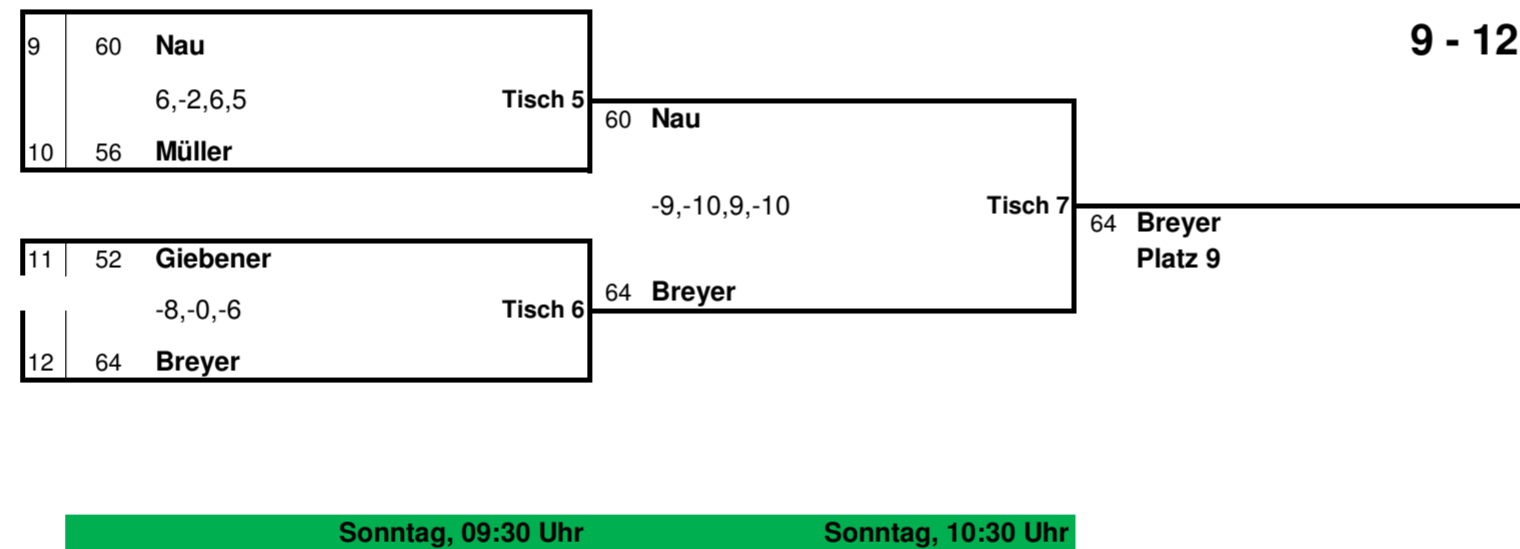 9 60 Nau
9 - 12
6,-2,6,5 Tisch 5
60 Nau
10 56 Müller
-9,-10,9,-10 Tisch 7
64 Breyer
11 52 Giebener
Platz 9
64 Breyer
-8,-0,-6 Tisch 6
12 64 Breyer
Sonntag, 09:30 Uhr Sonntag, 10:30 Uhr